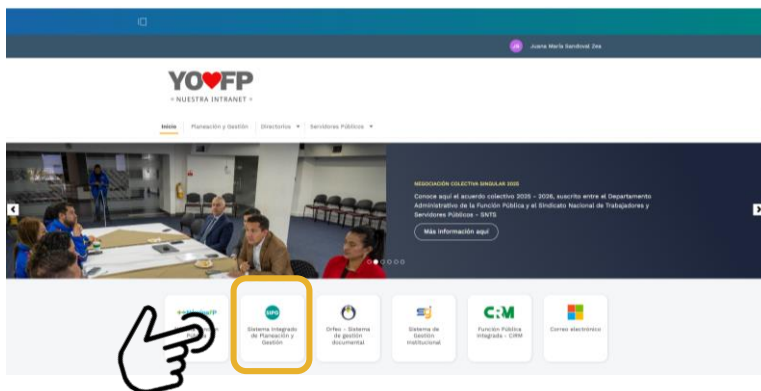 Juana María Sandoval Zea
YO FP
NUESTRA INTRANET
Inicio
Planeación y Gestión
Directorios
Servidores Públicos
NEGOCIACIÓN COLECTIVA SINGULAR 2025
Conoce aquí el acuerdo colectivo 2025 - 2026, suscrito entre el Departamento
Administrativo de la Función Pública y el Sindicato Nacional de Trabajadores y
Servidores Públicos - SNTS
Más información aquí
SIPG
Sistema Integrado
de Planeación y
Gestión
Orfeo - Sistema
de gestión
documental
Sistema de
Gestión
Institucional
CRM
Función Pública
Integrada - CRM
Correo electrónico